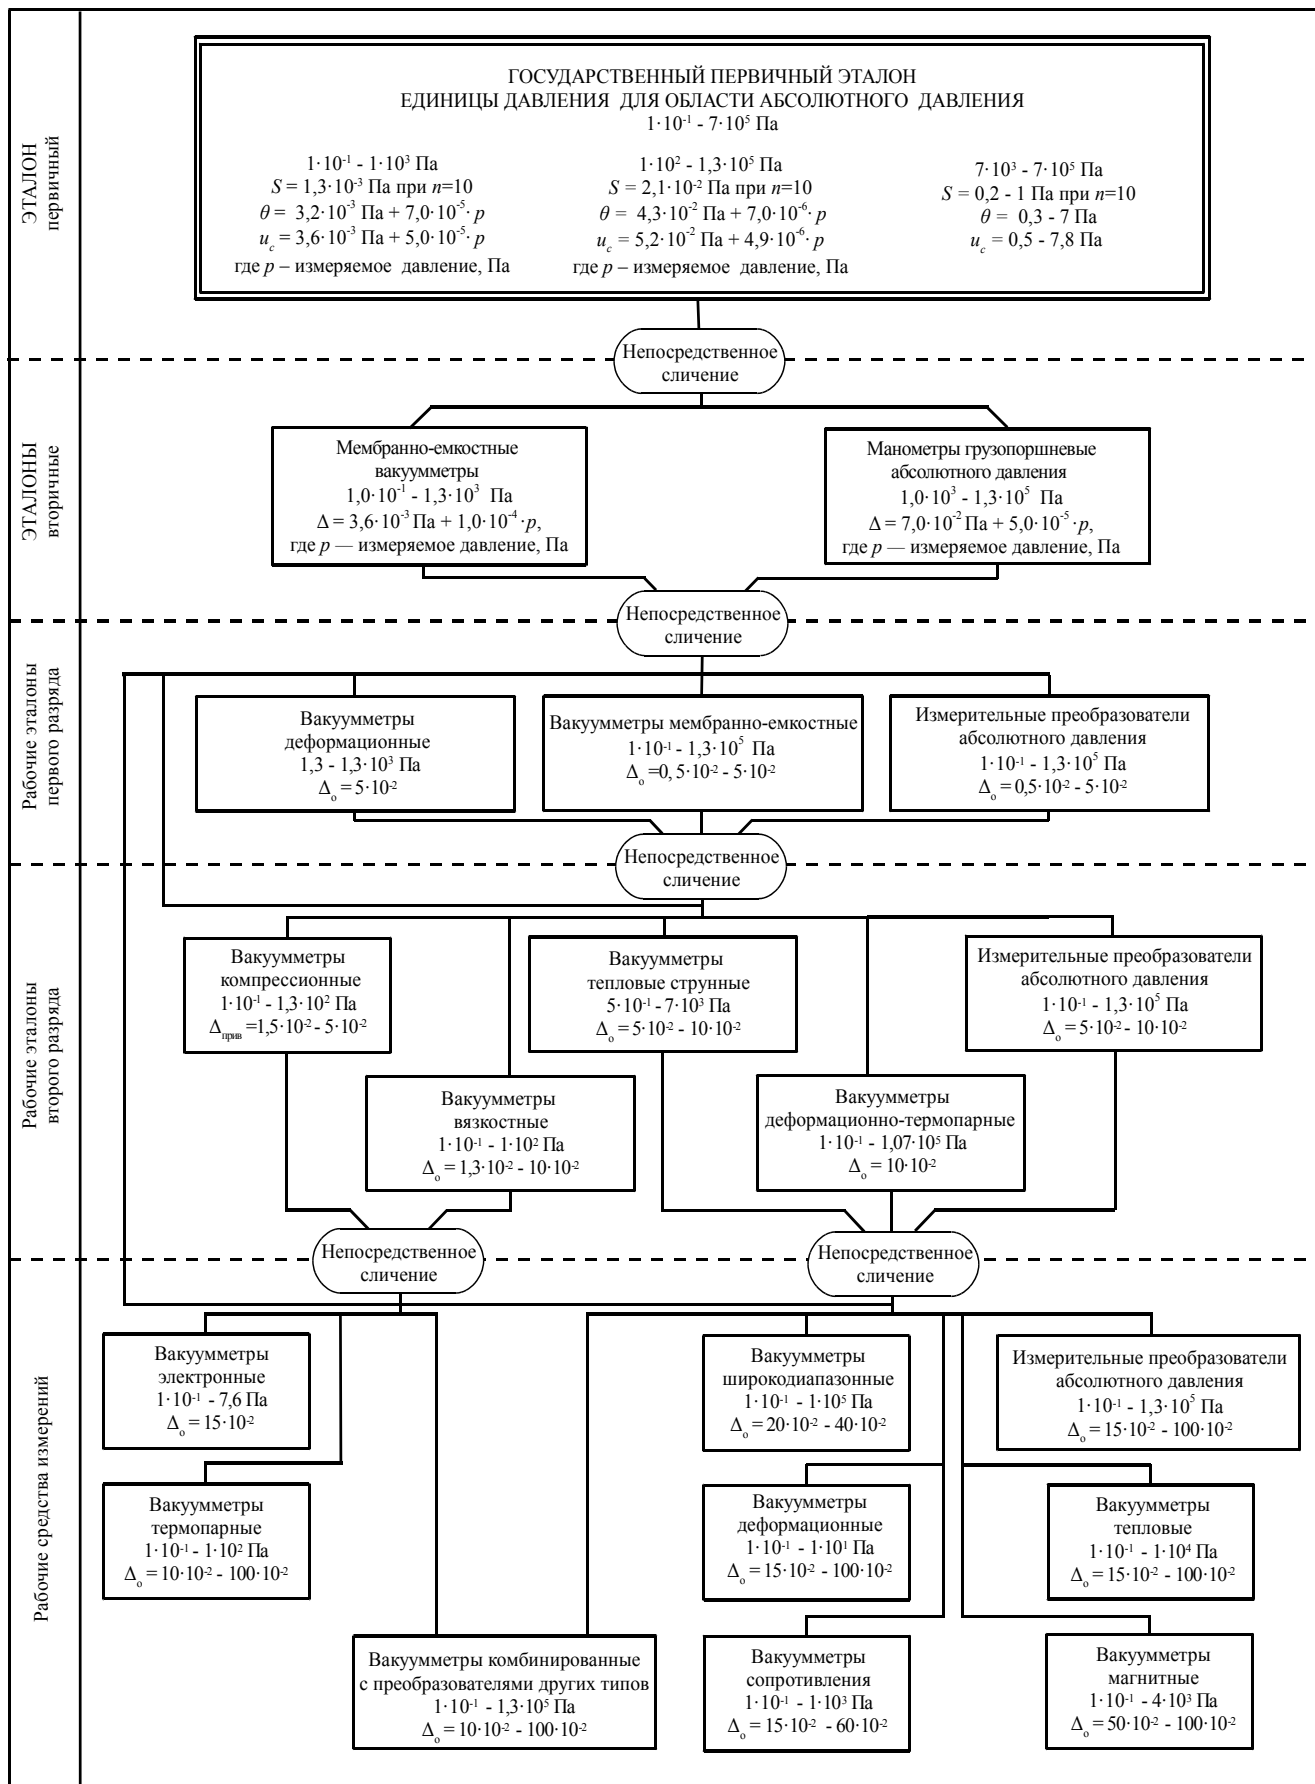 ЭТАЛОН
первичный
ГОСУДАРСТВЕННЫЙ ПЕРВИЧНЫЙ ЭТАЛОН
ЕДИНИЦЫ ДАВЛЕНИЯ ДЛЯ ОБЛАСТИ АБСОЛЮТНОГО ДАВЛЕНИЯ
1·10⁻¹ - 7·10⁵ Па
1·10⁻¹ - 1·10³ Па
S = 1,3·10⁻³ Па при n=10
θ = 3,2·10⁻³ Па + 7,0·10⁻⁵· p
u_c = 3,6·10⁻³ Па + 5,0·10⁻⁵· p
где p – измеряемое давление, Па
1·10² - 1,3·10⁵ Па
S = 2,1·10⁻² Па при n=10
θ = 4,3·10⁻² Па + 7,0·10⁻⁶· p
u_c = 5,2·10⁻² Па + 4,9·10⁻⁶· p
где p – измеряемое давление, Па
7·10³ - 7·10⁵ Па
S = 0,2 - 1 Па при n=10
θ = 0,3 - 7 Па
u_c = 0,5 - 7,8 Па
Непосредственное
сличение
ЭТАЛОНЫ
вторичные
Мембранно-емкостные
вакуумметры
1,0·10⁻¹ - 1,3·10³ Па
Δ = 3,6·10⁻³ Па + 1,0·10⁻⁴· p,
где p — измеряемое давление, Па
Манометры грузопоршневые
абсолютного давления
1,0·10³ - 1,3·10⁵ Па
Δ = 7,0·10⁻² Па + 5,0·10⁻⁵· p,
где p — измеряемое давление, Па
Непосредственное
сличение
Рабочие эталоны
первого разряда
Вакуумметры
деформационные
1,3 - 1,3·10³ Па
Δₒ = 5·10⁻²
Вакуумметры мембранно-емкостные
1·10⁻¹ - 1,3·10⁵ Па
Δₒ =0, 5·10⁻² - 5·10⁻²
Измерительные преобразователи
абсолютного давления
1·10⁻¹ - 1,3·10⁵ Па
Δₒ = 0,5·10⁻² - 5·10⁻²
Непосредственное
сличение
Рабочие эталоны
второго разряда
Вакуумметры
компрессионные
1·10⁻¹ - 1,3·10² Па
Δприв =1,5·10⁻² - 5·10⁻²
Вакуумметры
тепловые струнные
5·10⁻¹ - 7·10³ Па
Δₒ = 5·10⁻² - 10·10⁻²
Измерительные преобразователи
абсолютного давления
1·10⁻¹ - 1,3·10⁵ Па
Δₒ = 5·10⁻² - 10·10⁻²
Вакуумметры
вязкостные
1·10⁻¹ - 1·10² Па
Δₒ = 1,3·10⁻² - 10·10⁻²
Вакуумметры
деформационно-термопарные
1·10⁻¹ - 1,07·10⁵ Па
Δₒ = 10·10⁻²
Непосредственное
сличение
Непосредственное
сличение
Рабочие средства измерений
Вакуумметры
электронные
1·10⁻¹ - 7,6 Па
Δₒ = 15·10⁻²
Вакуумметры
широкодиапазонные
1·10⁻¹ - 1·10⁵ Па
Δₒ = 20·10⁻² - 40·10⁻²
Измерительные преобразователи
абсолютного давления
1·10⁻¹ - 1,3·10⁵ Па
Δₒ = 15·10⁻² - 100·10⁻²
Вакуумметры
термопарные
1·10⁻¹ - 1·10² Па
Δₒ = 10·10⁻² - 100·10⁻²
Вакуумметры
деформационные
1·10⁻¹ - 1·10¹ Па
Δₒ = 15·10⁻² - 100·10⁻²
Вакуумметры
тепловые
1·10⁻¹ - 1·10⁴ Па
Δₒ = 15·10⁻² - 100·10⁻²
Вакуумметры комбинированные
с преобразователями других типов
1·10⁻¹ - 1,3·10⁵ Па
Δₒ = 10·10⁻² - 100·10⁻²
Вакуумметры
сопротивления
1·10⁻¹ - 1·10³ Па
Δₒ = 15·10⁻² - 60·10⁻²
Вакуумметры
магнитные
1·10⁻¹ - 4·10³ Па
Δₒ = 50·10⁻² - 100·10⁻²